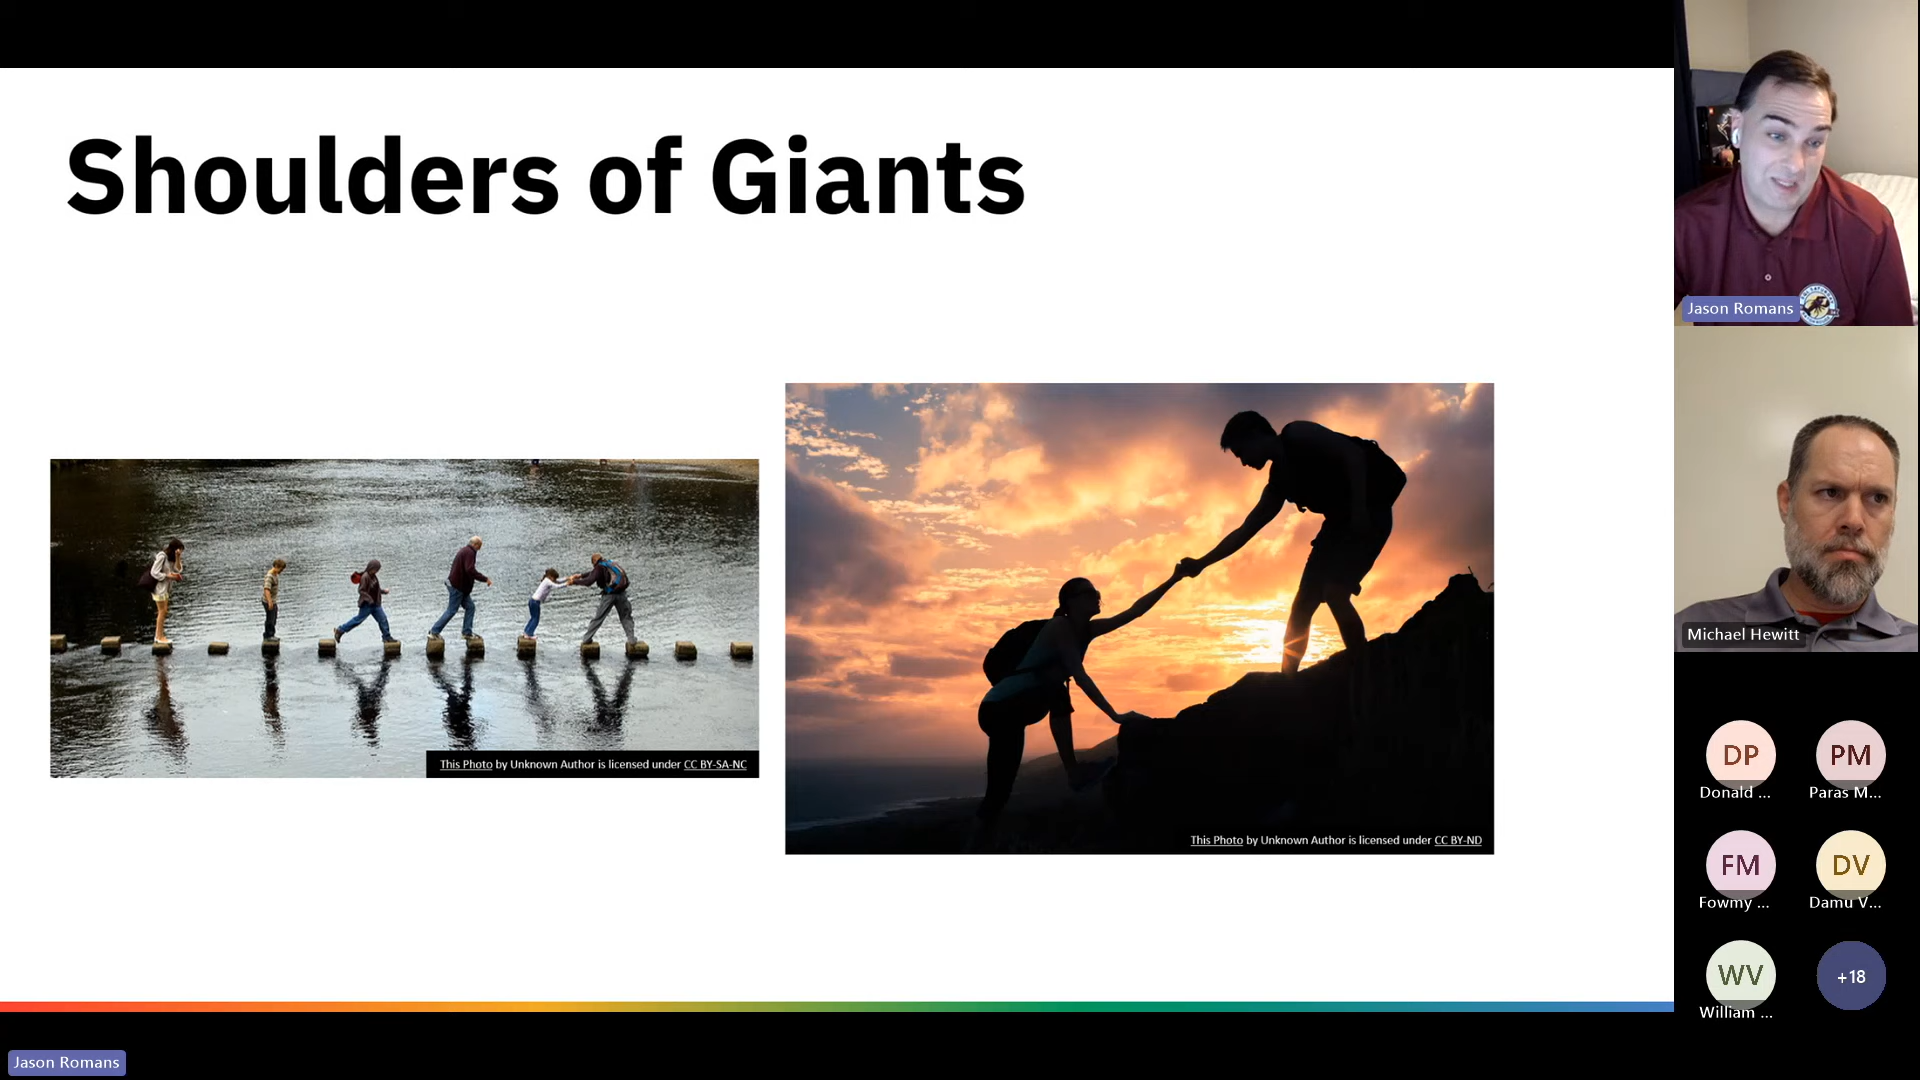 Shoulders of Giants
This Photo by Unknown Author is licensed under CC BY-SA-NC
This Photo by Unknown Author is licensed under CC BY-ND
Jason Romans
Michael Hewitt
DP
Donald ...
PM
Paras M...
FM
Fowmy ...
DV
Damu V...
WV
William ...
+18
Jason Romans